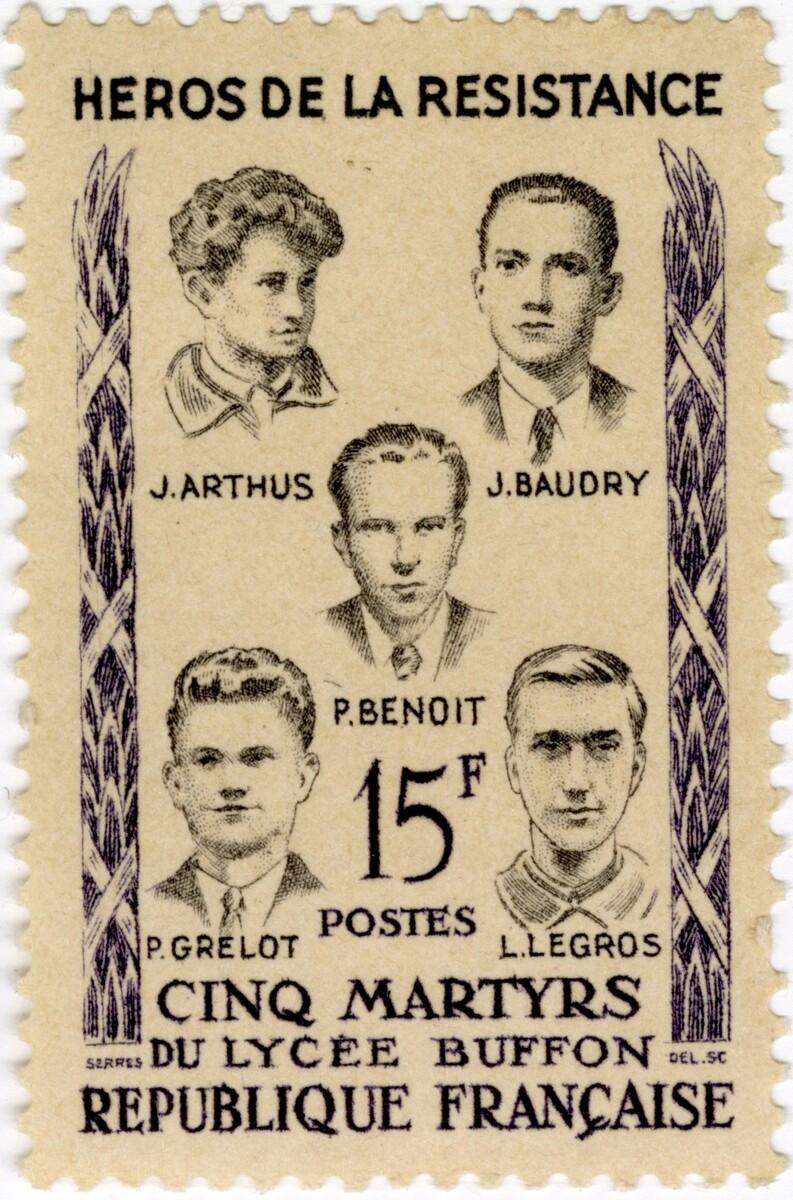 HEROS DE LA RESISTANCE
J. ARTHUS
J. BAUDRY
P. BENOIT
15F
POSTES
P. GRELOT
L. LEGROS
CINQ MARTYRS
SERRES DU LYCÉE BUFFON DEL. SC
REPUBLIQUE FRANÇAISE